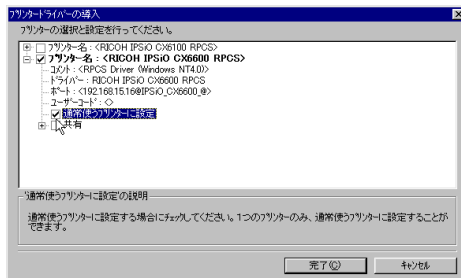 プリンタードライバーの導入
プリンターの選択と設定を行ってください。
プリンター名 : <RICOH IPSiO CX6100 RPCS>
プリンター名 : <RICOH IPSiO CX6600 RPCS>
コメント : <RPCS Driver (Windows NT4.0)>
ドライバー : RICOH IPSiO CX6600 RPCS
ポート : <192.168.15.16@IPSiO_CX6600_@>
ユーザーコード : <>
通常使うプリンターに設定
共有
'通常使うプリンターに設定'の説明
通常使うプリンターに設定する場合にチェックしてください。1つのプリンターのみ、通常使うプリンターに設定することが
できます。
完了(C)
キャンセル